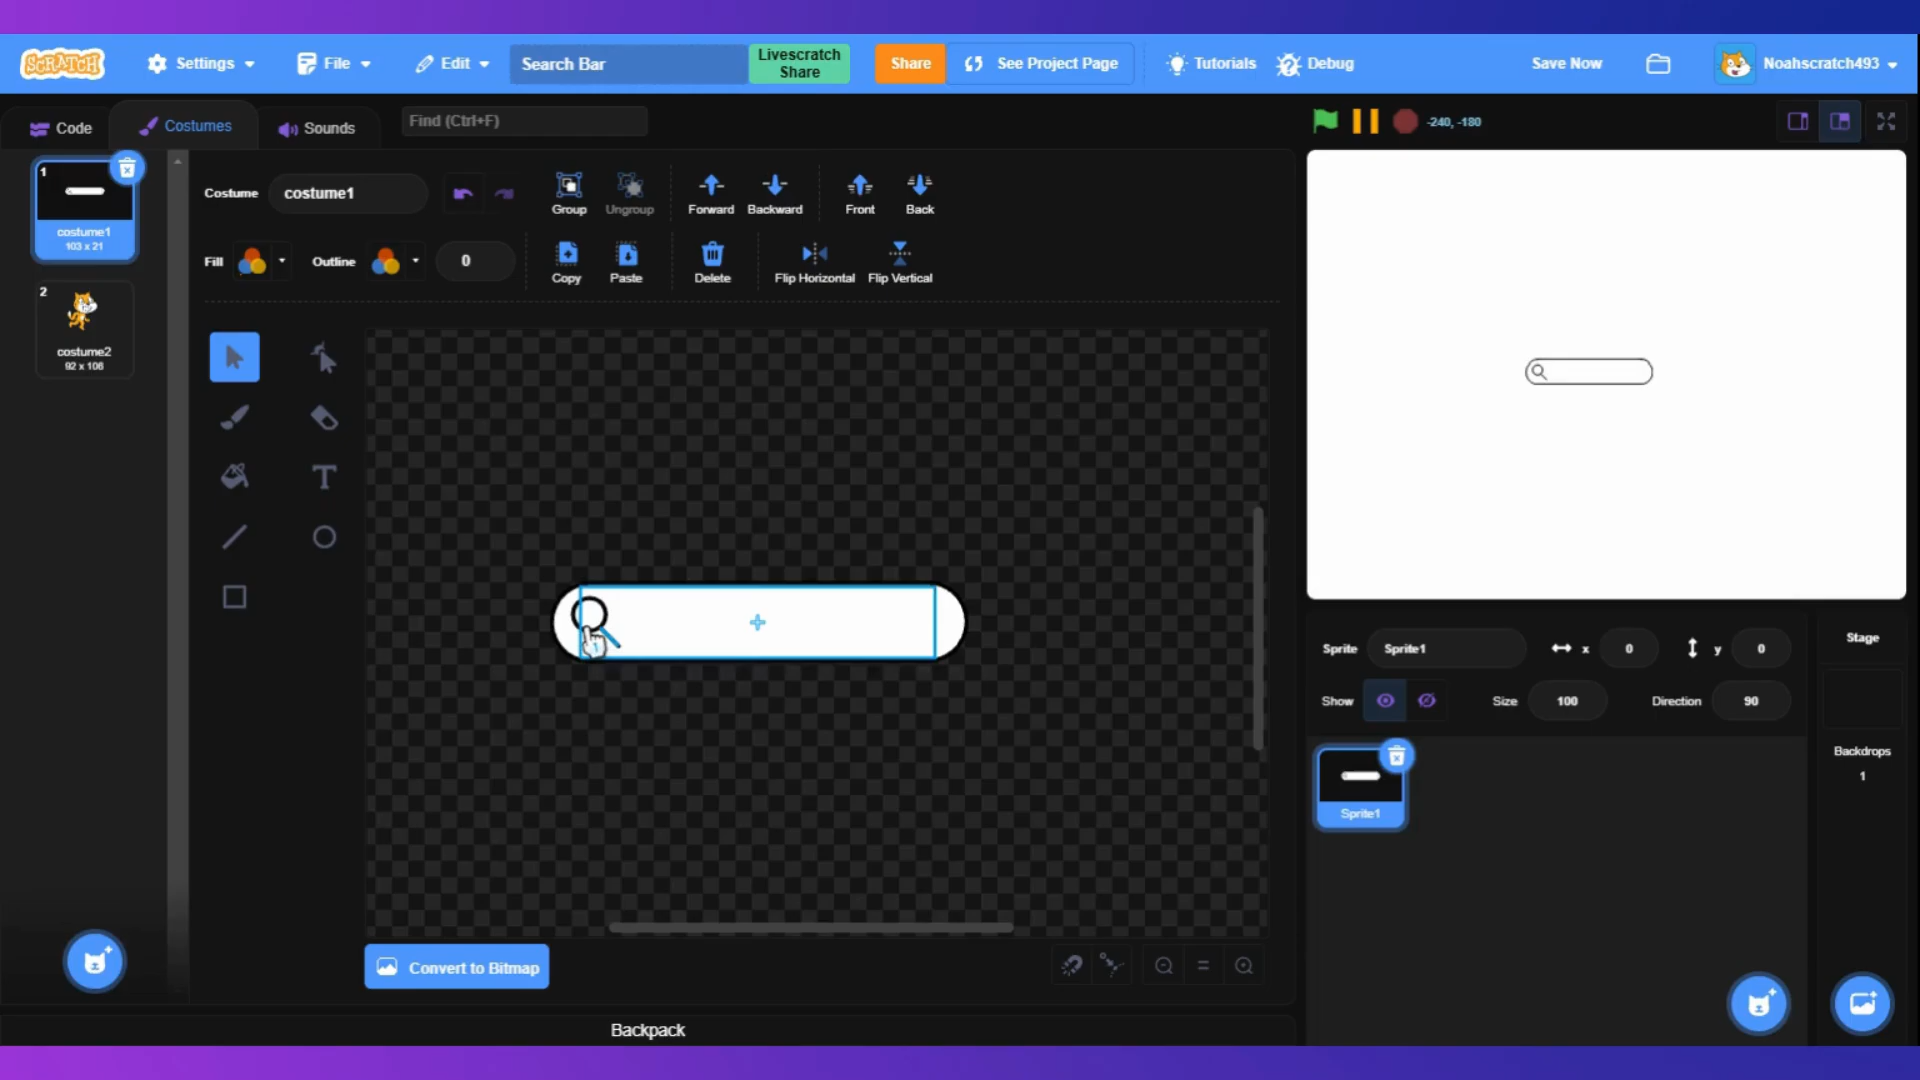 SCRATCH
Settings
File
Edit
Search Bar
Livescratch
Share
Share
See Project Page
Tutorials
Debug
Save Now
Noahscratch493
Code
Costumes
Sounds
Find (Ctrl+F)
-240, -180
1
costume1
103 x 21
2
costume2
92 x 106
Costume
costume1
Group
Ungroup
Forward
Backward
Front
Back
Fill
Outline
0
Copy
Paste
Delete
Flip Horizontal
Flip Vertical
Convert to Bitmap
Backpack
Sprite
Sprite1
x
0
y
0
Show
Size
100
Direction
90
Sprite1
Stage
Backdrops
1